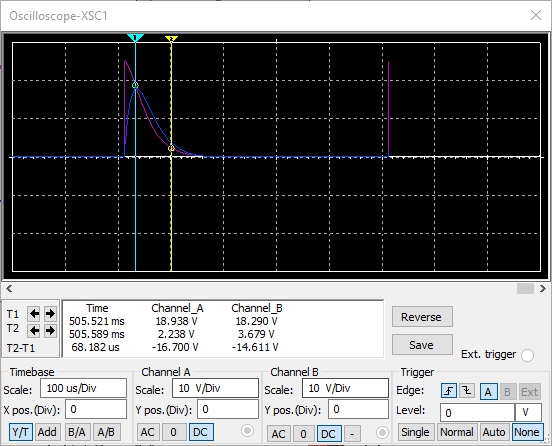 Oscilloscope-XSC1
1 2
T1
T2
T2-T1
Time Channel_A Channel_B
505.521 ms 18.938 V 18.290 V
505.589 ms 2.238 V 3.679 V
68.182 us -16.700 V -14.611 V
Reverse
Save
Ext. trigger
Timebase
Scale: 100 us/Div
X pos.(Div): 0
Y/T Add B/A A/B
Channel A
Scale: 10 V/Div
Y pos.(Div): 0
AC 0 DC
Channel B
Scale: 10 V/Div
Y pos.(Div): 0
AC 0 DC -
Trigger
Edge: A B Ext
Level: 0 V
Single Normal Auto None